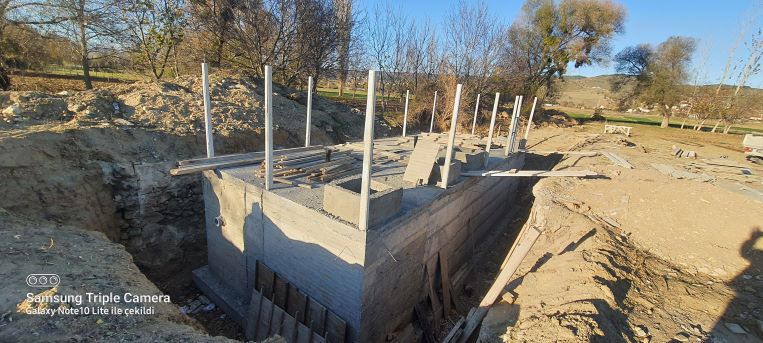 Samsung Triple Camera
Galaxy Note10 Lite ile çekildi